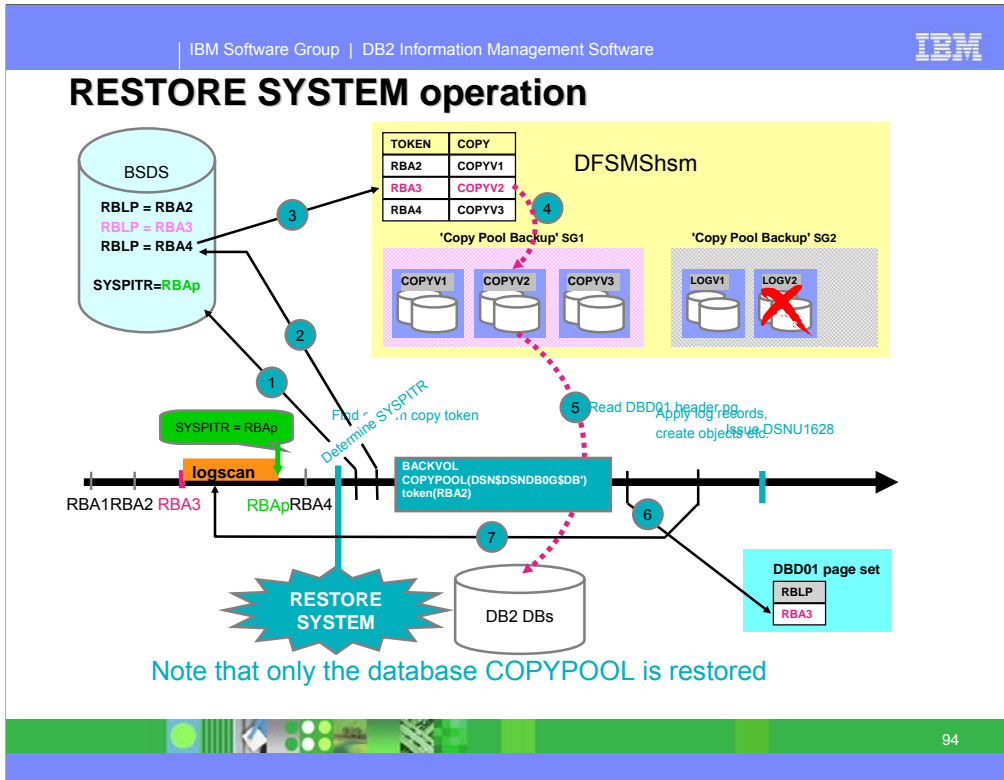 IBM Software Group | DB2 Information Management Software
IBM
RESTORE SYSTEM operation
BSDS
RBLP = RBA2
RBLP = RBA3
RBLP = RBA4
SYSPITR=RBAp
TOKEN COPY
RBA2 COPYV1
RBA3 COPYV2
RBA4 COPYV3
DFSMShsm
'Copy Pool Backup' SG1
'Copy Pool Backup' SG2
COPYV1
COPYV2
COPYV3
LOGV1
LOGV2
3
4
2
1
5
Determine SYSPITR
Find copy token
Read DBD01 header pg
Apply log records,
create objects etc.
Issue DSNU1628
SYSPITR = RBAp
logscan
BACKVOL
COPYPOOL(DSN$DSNDB0G$DB')
token(RBA2)
RBA1 RBA2 RBA3 RBAp RBA4
6
7
RESTORE
SYSTEM
DB2 DBs
DBD01 page set
RBLP
RBA3
Note that only the database COPYPOOL is restored
94